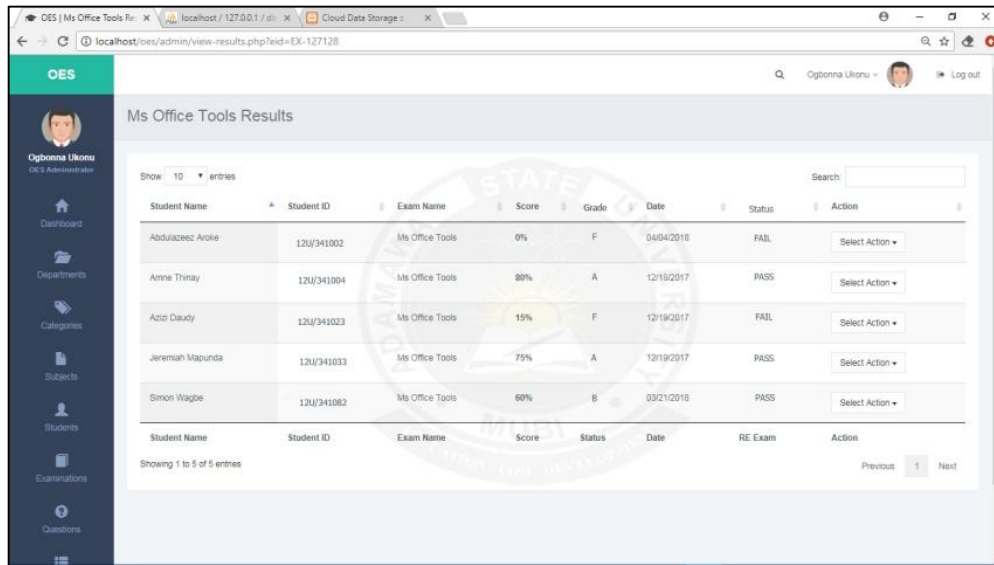 OES | Ms Office Tools Re
localhost / 127.0.0.1 /
Cloud Data Storage
localhost/oes/admin/view-results.php?eid=EX-127128
OES
Ogbonna Ukonu
Log out
Ogbonna Ukonu
OES Administrator
Dashboard
Departments
Categories
Subjects
Students
Examinations
Questions
Ms Office Tools Results
Show 10 entries
Search:
Student Name Student ID Exam Name Score Grade Date Status Action
Abdulazeez Aroke 12U/341002 Ms Office Tools 0% F 04/04/2018 FAIL Select Action
Amne Thinay 12U/341004 Ms Office Tools 80% A 12/18/2017 PASS Select Action
Azizi Daudy 12U/341023 Ms Office Tools 15% F 12/19/2017 FAIL Select Action
Jeremiah Mapunda 12U/341033 Ms Office Tools 75% A 12/19/2017 PASS Select Action
Simon Wagbe 12U/341082 Ms Office Tools 60% B 03/21/2018 PASS Select Action
Student Name Student ID Exam Name Score Status Date RE Exam Action
Showing 1 to 5 of 5 entries
Previous 1 Next
ADAMAWA STATE UNIVERSITY
MUBI